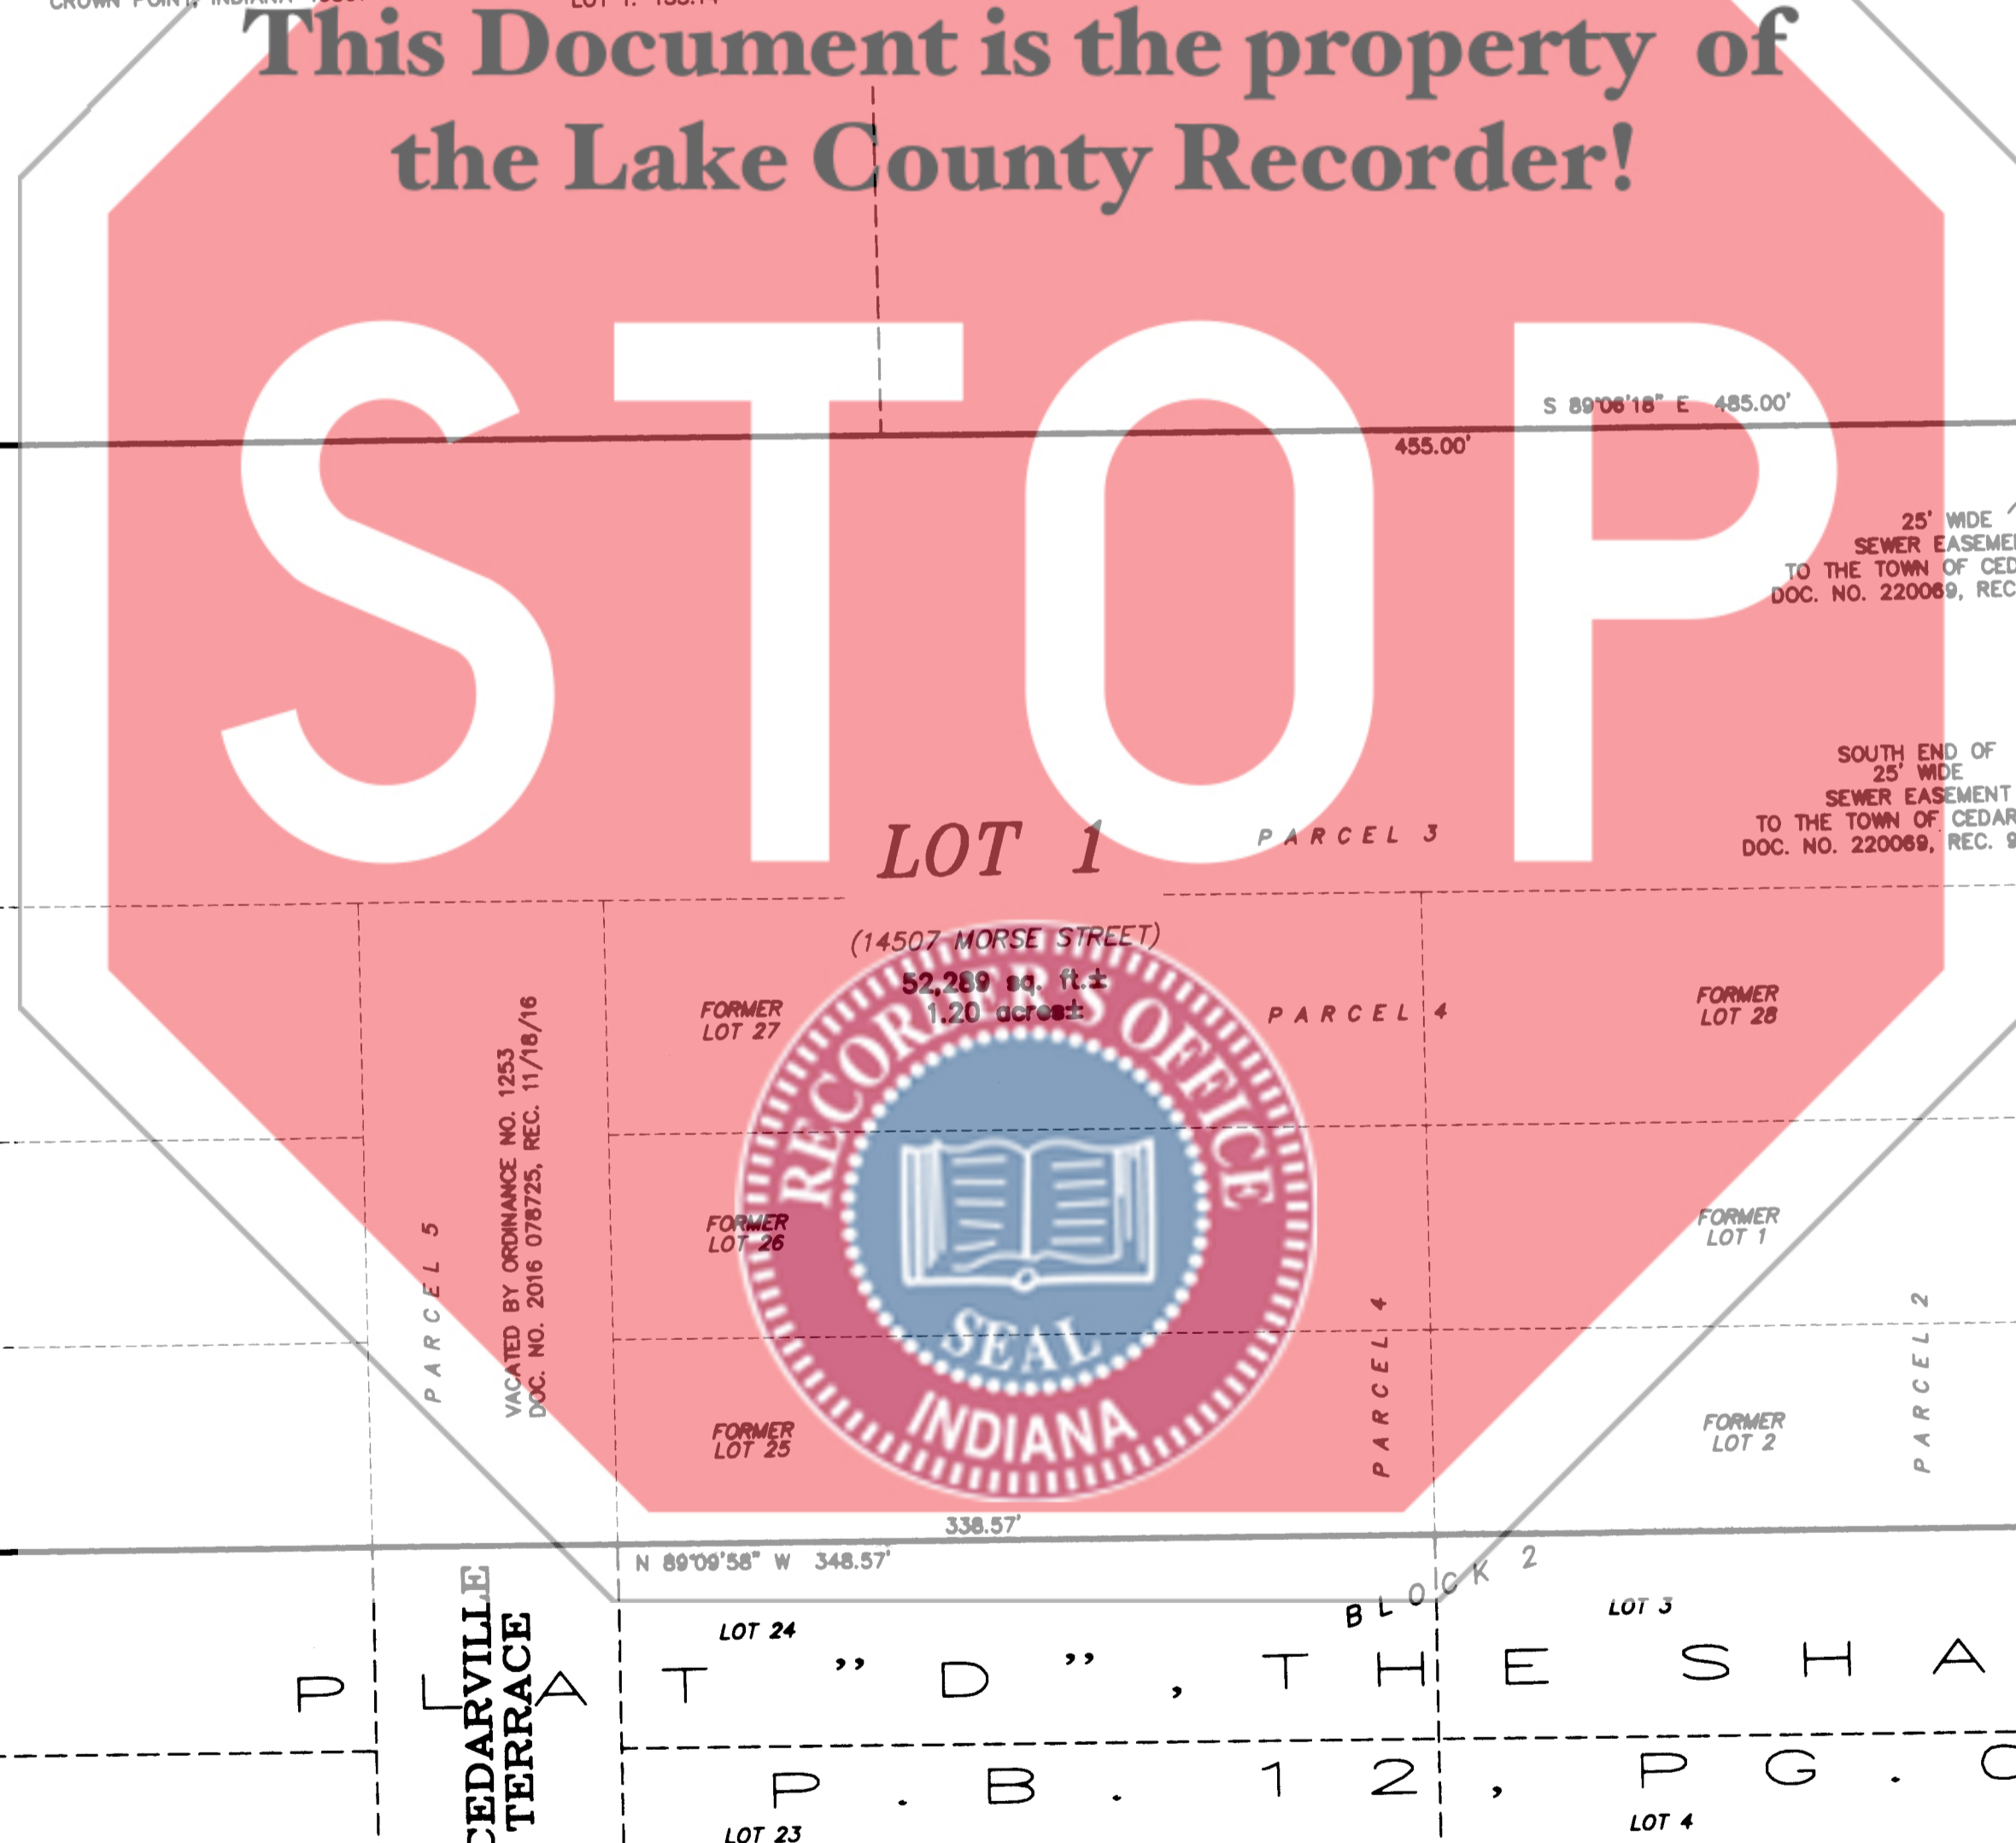 This Document is the property of
the Lake County Recorder!
STOP
S 89°06'18" E 485.00'
455.00'
25' WIDE
SEWER
TO THE TOWN OF
DOC. NO. 220069, REC
SOUTH END OF
25' WIDE
SEWER EASEMENT
TO THE TOWN OF CEDAR
DOC. NO. 220069, REC. 9
LOT 1
PARCEL 3
(14507 MORSE STREET)
52,289 sq. ft.±
1.20 acres±
FORMER
LOT 27
PARCEL 4
FORMER
LOT 28
RECORDER'S OFFICE
SEAL
INDIANA
VACATED BY ORDINANCE NO. 1253
DOC. NO. 2016 078725, REC. 11/18/16
PARCEL 5
FORMER
LOT 26
FORMER
LOT 1
PARCEL 4
PARCEL 2
FORMER
LOT 25
FORMER
LOT 2
338.57'
N 89°09'58" W 348.57'
BLOCK 2
LOT 24
LOT 3
PLAT "D", THE SHA
CEDARVILLE
TERRACE
P.B. 12, PG.
LOT 23
LOT 4